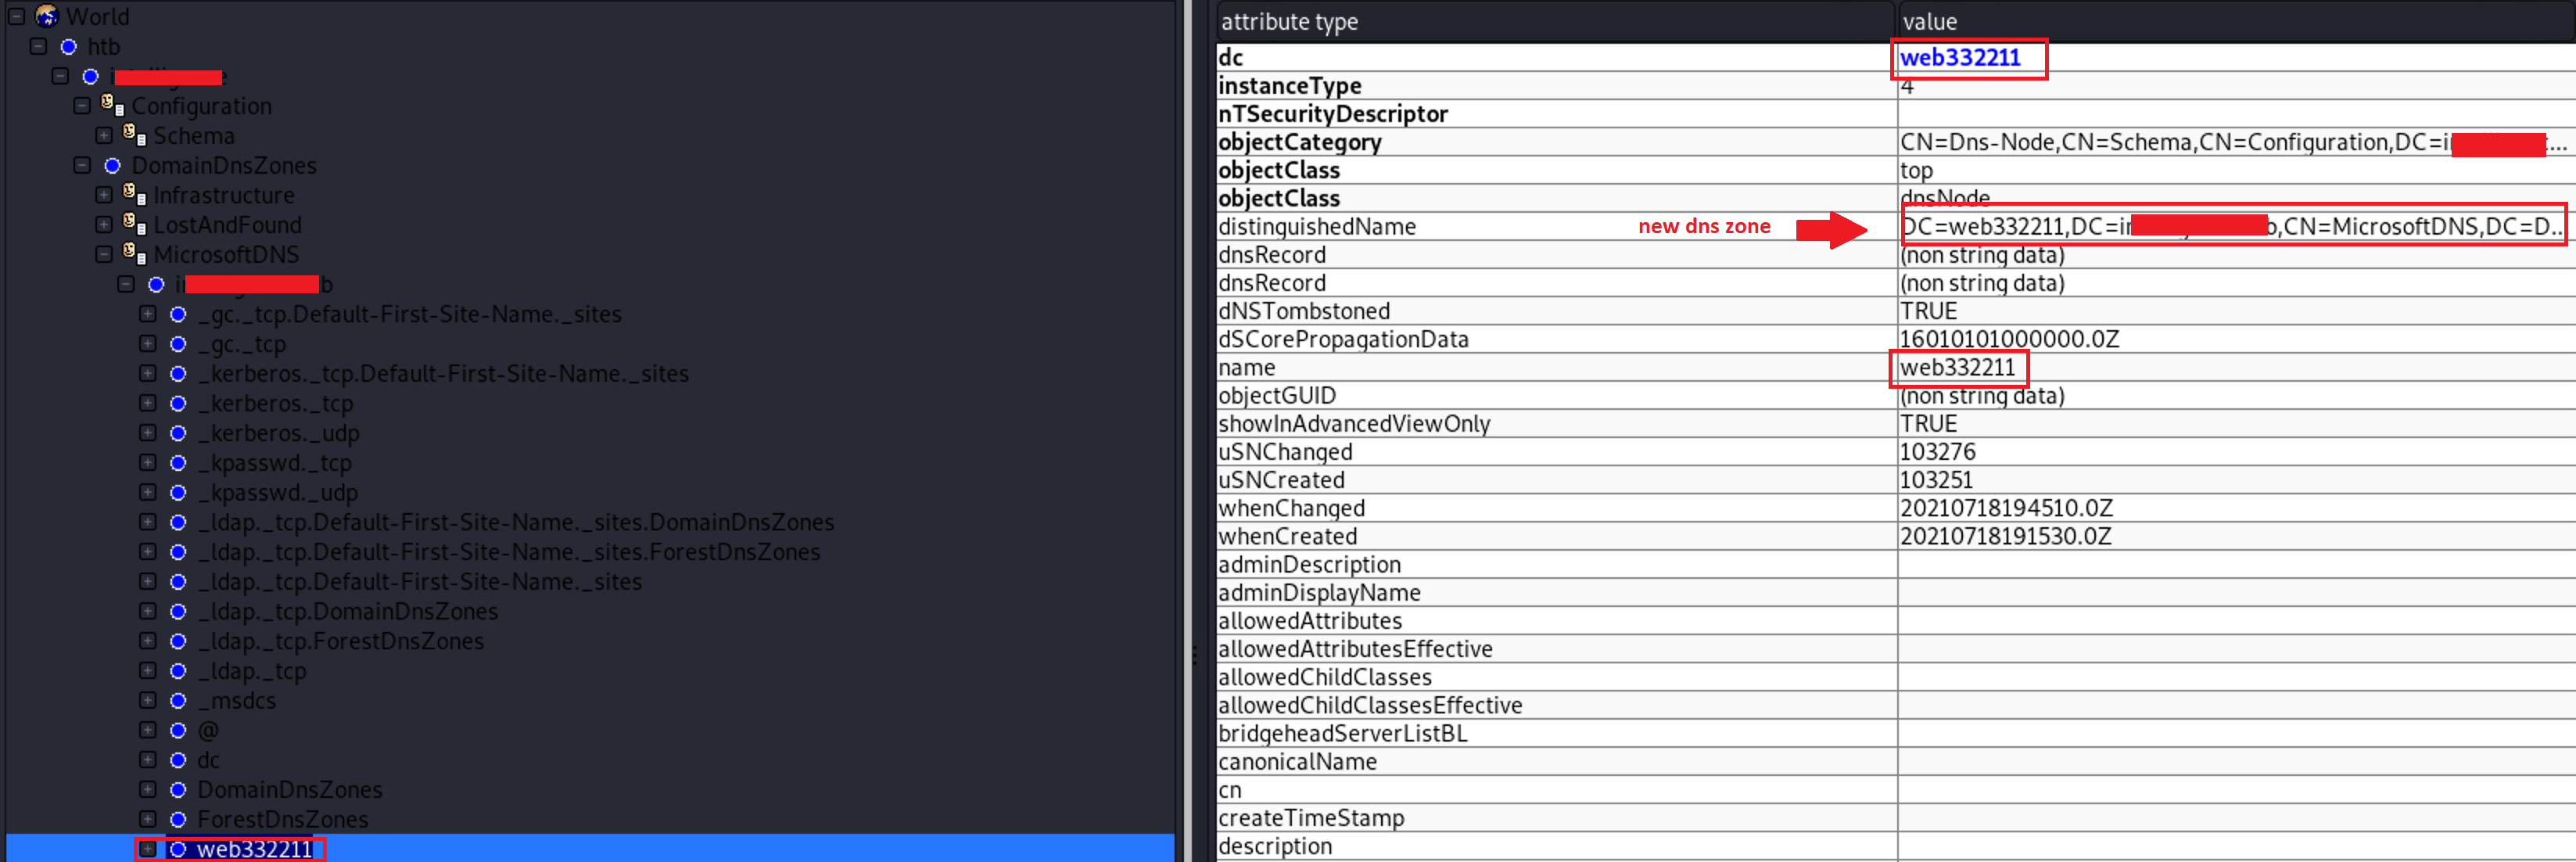 World
htb
Configuration
Schema
DomainDnsZones
Infrastructure
LostAndFound
MicrosoftDNS
_gc._tcp.Default-First-Site-Name._sites
_gc._tcp
_kerberos._tcp.Default-First-Site-Name._sites
_kerberos._tcp
_kerberos._udp
_kpasswd._tcp
_kpasswd._udp
_ldap._tcp.Default-First-Site-Name._sites.DomainDnsZones
_ldap._tcp.Default-First-Site-Name._sites.ForestDnsZones
_ldap._tcp.Default-First-Site-Name._sites
_ldap._tcp.DomainDnsZones
_ldap._tcp.ForestDnsZones
_ldap._tcp
_msdcs
@
dc
DomainDnsZones
ForestDnsZones
web332211
attribute type value
dc web332211
instanceType 4
nTSecurityDescriptor
objectCategory CN=Dns-Node,CN=Schema,CN=Configuration,DC=i ...
objectClass top
objectClass dnsNode
distinguishedName new dns zone DC=web332211,DC=i b,CN=MicrosoftDNS,DC=D..
dnsRecord (non string data)
dnsRecord (non string data)
dNSTombstoned TRUE
dSCorePropagationData 16010101000000.0Z
name web332211
objectGUID (non string data)
showInAdvancedViewOnly TRUE
uSNChanged 103276
uSNCreated 103251
whenChanged 20210718194510.0Z
whenCreated 20210718191530.0Z
adminDescription
adminDisplayName
allowedAttributes
allowedAttributesEffective
allowedChildClasses
allowedChildClassesEffective
bridgeheadServerListBL
canonicalName
cn
createTimeStamp
description